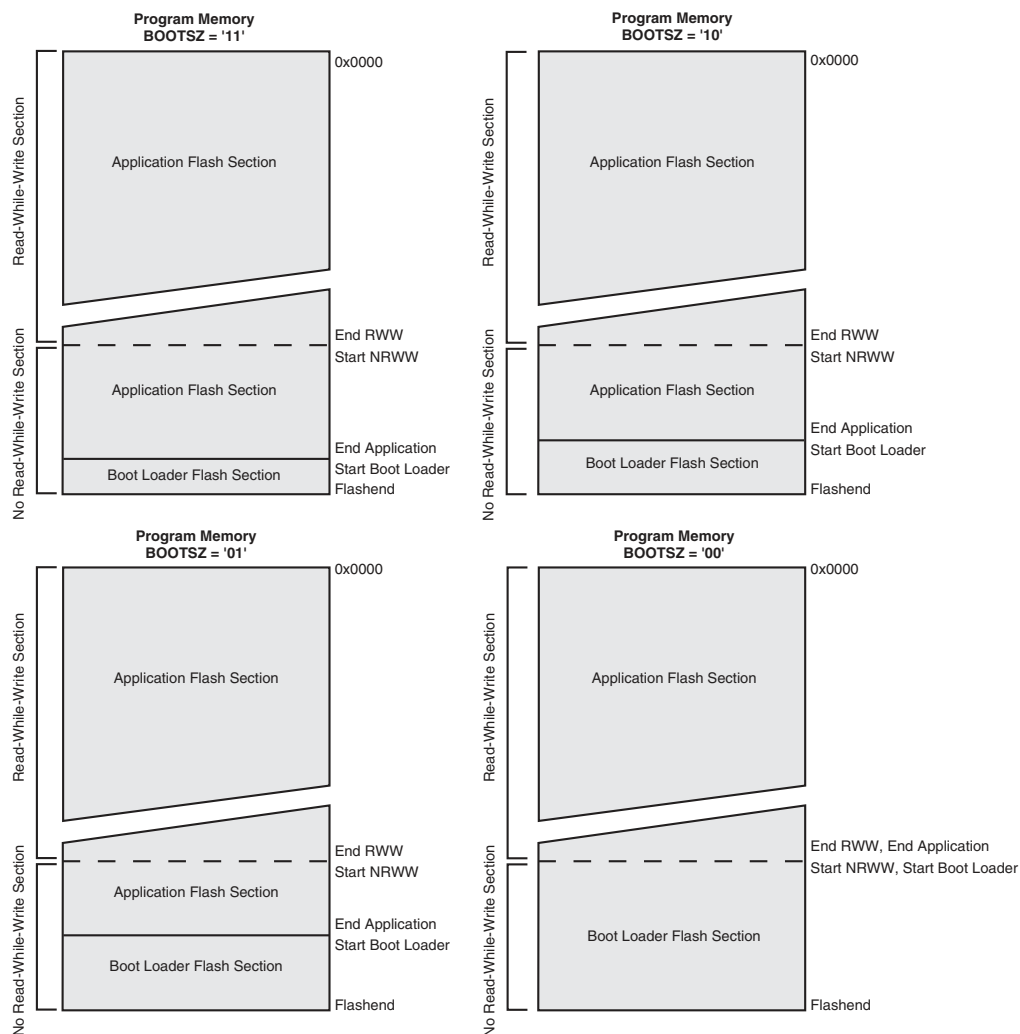 Program Memory
BOOTSZ = '11'
0x0000
Read-While-Write Section
Application Flash Section
End RWW
Start NRWW
No Read-While-Write Section
Application Flash Section
End Application
Start Boot Loader
Boot Loader Flash Section
Flashend
Program Memory
BOOTSZ = '10'
0x0000
Read-While-Write Section
Application Flash Section
End RWW
Start NRWW
No Read-While-Write Section
Application Flash Section
End Application
Start Boot Loader
Boot Loader Flash Section
Flashend
Program Memory
BOOTSZ = '01'
0x0000
Read-While-Write Section
Application Flash Section
End RWW
Start NRWW
No Read-While-Write Section
Application Flash Section
End Application
Start Boot Loader
Boot Loader Flash Section
Flashend
Program Memory
BOOTSZ = '00'
0x0000
Read-While-Write Section
Application Flash Section
End RWW, End Application
Start NRWW, Start Boot Loader
No Read-While-Write Section
Boot Loader Flash Section
Flashend